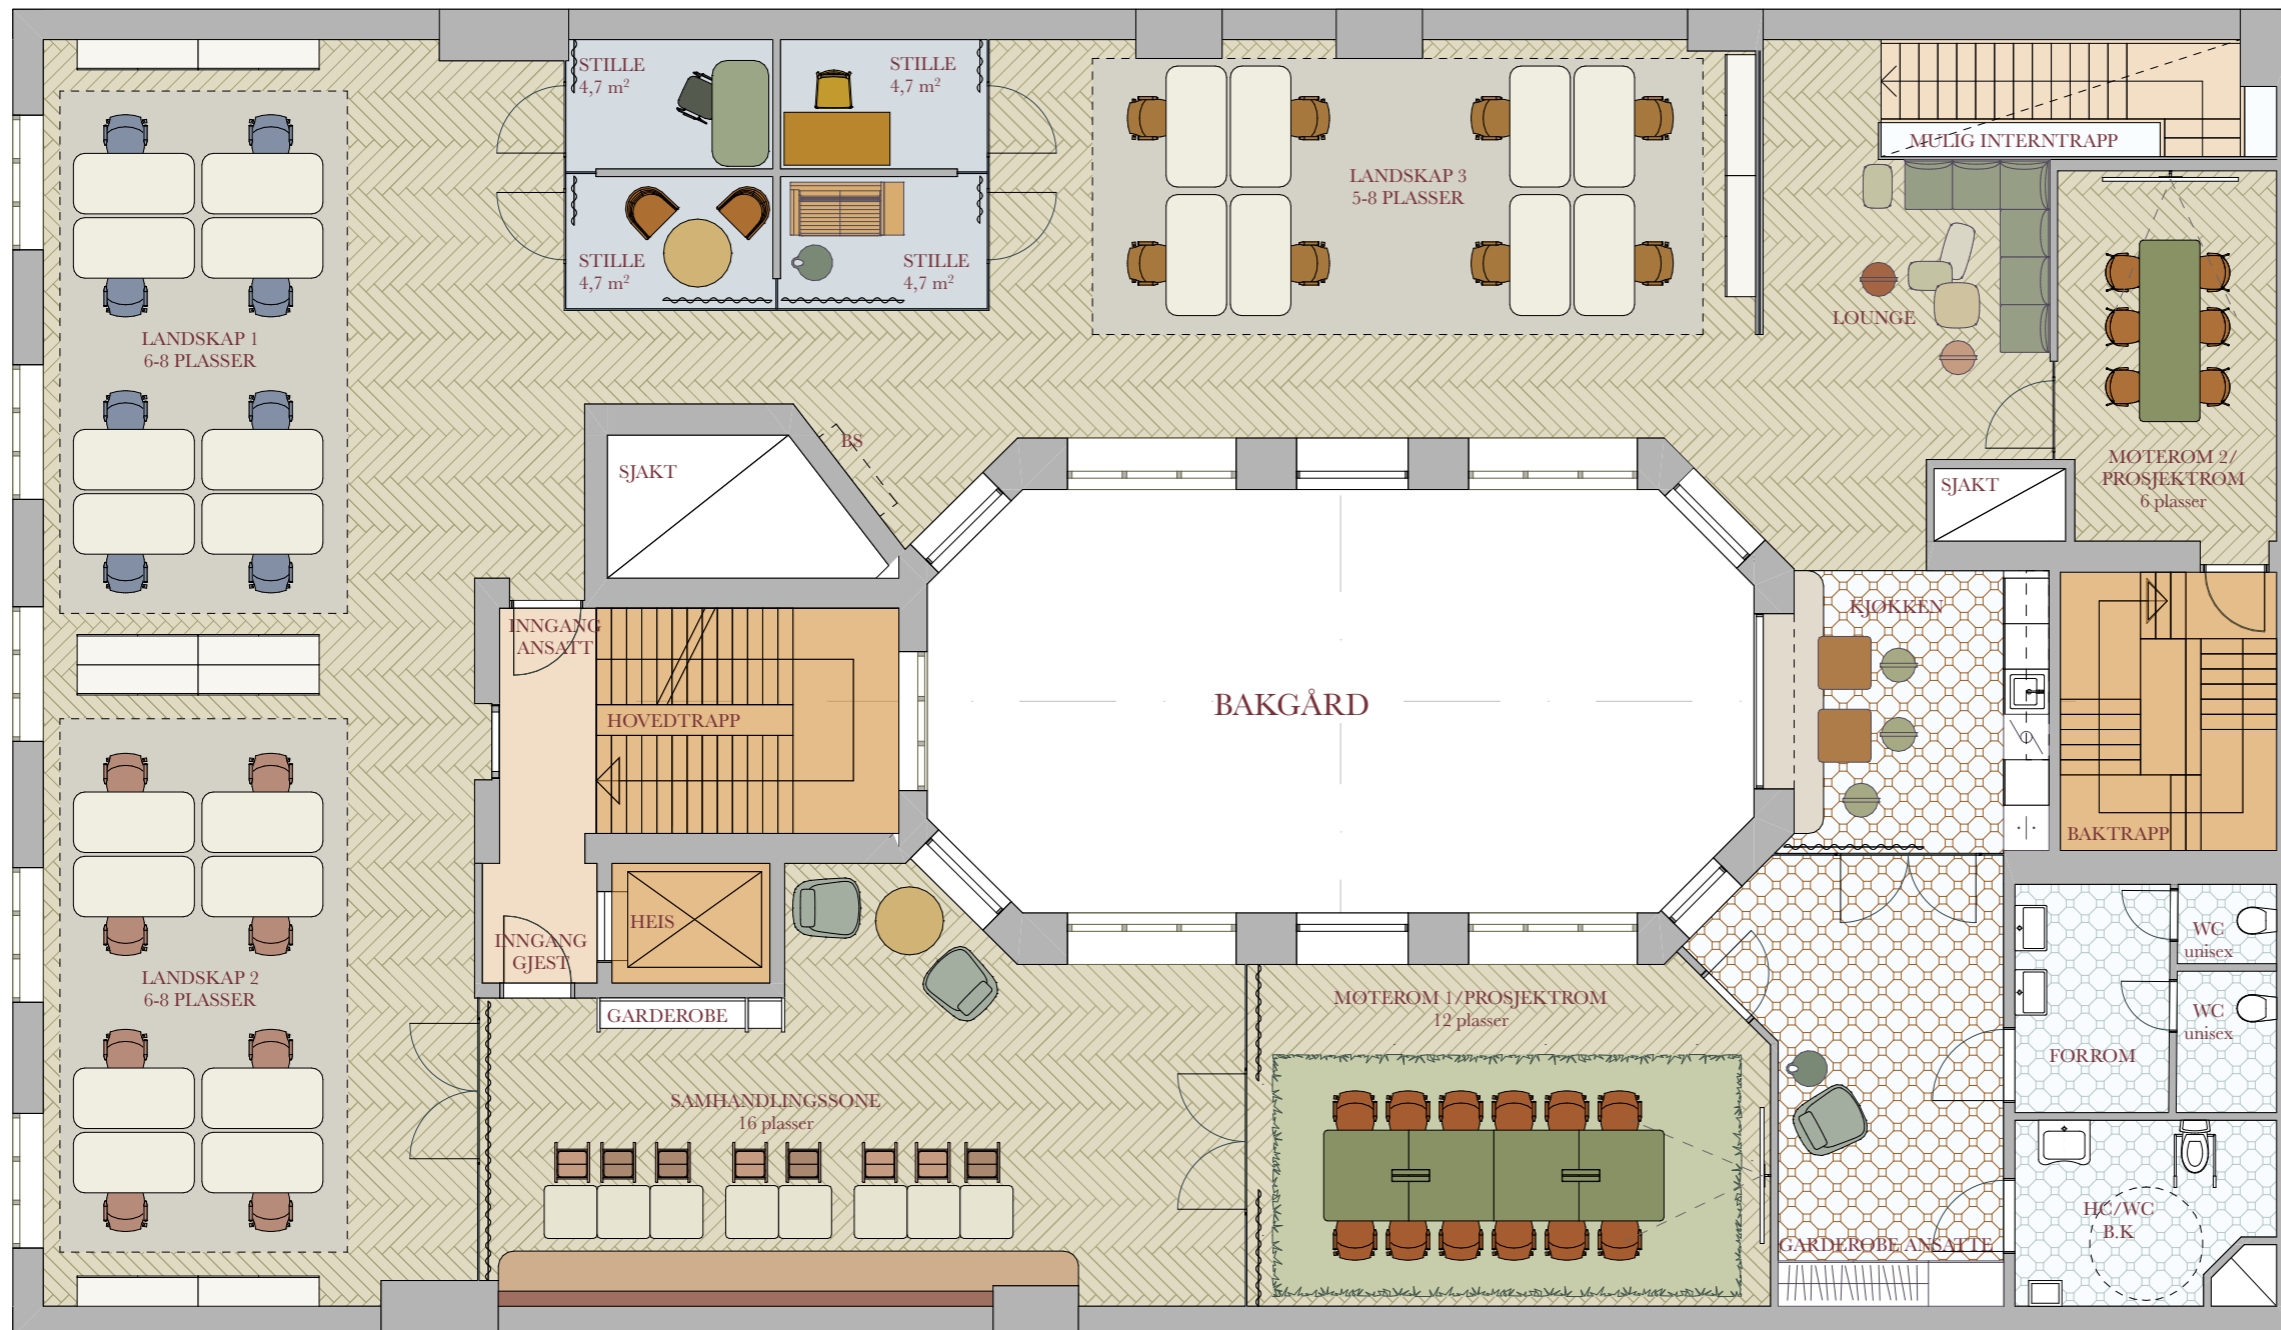 STILLE
4,7 m²
STILLE
4,7 m²
MULIG INTERNTRAPP
LANDSKAP 3
5-8 PLASSER
STILLE
4,7 m²
STILLE
4,7 m²
LOUNGE
LANDSKAP 1
6-8 PLASSER
BS
SJAKT
MØTEROM 2/
PROSJEKTROM
6 plasser
SJAKT
INNGANG
ANSATT
KJØKKEN
HOVEDTRAPP
BAKGÅRD
BAKTRAPP
HEIS
INNGANG
GJEST
WC
unisex
LANDSKAP 2
6-8 PLASSER
GARDEROBE
MØTEROM 1/PROSJEKTROM
12 plasser
WC
unisex
FORROM
SAMHANDLINGSSONE
16 plasser
HC/WC
B.K
GARDEROBE ANSATTE